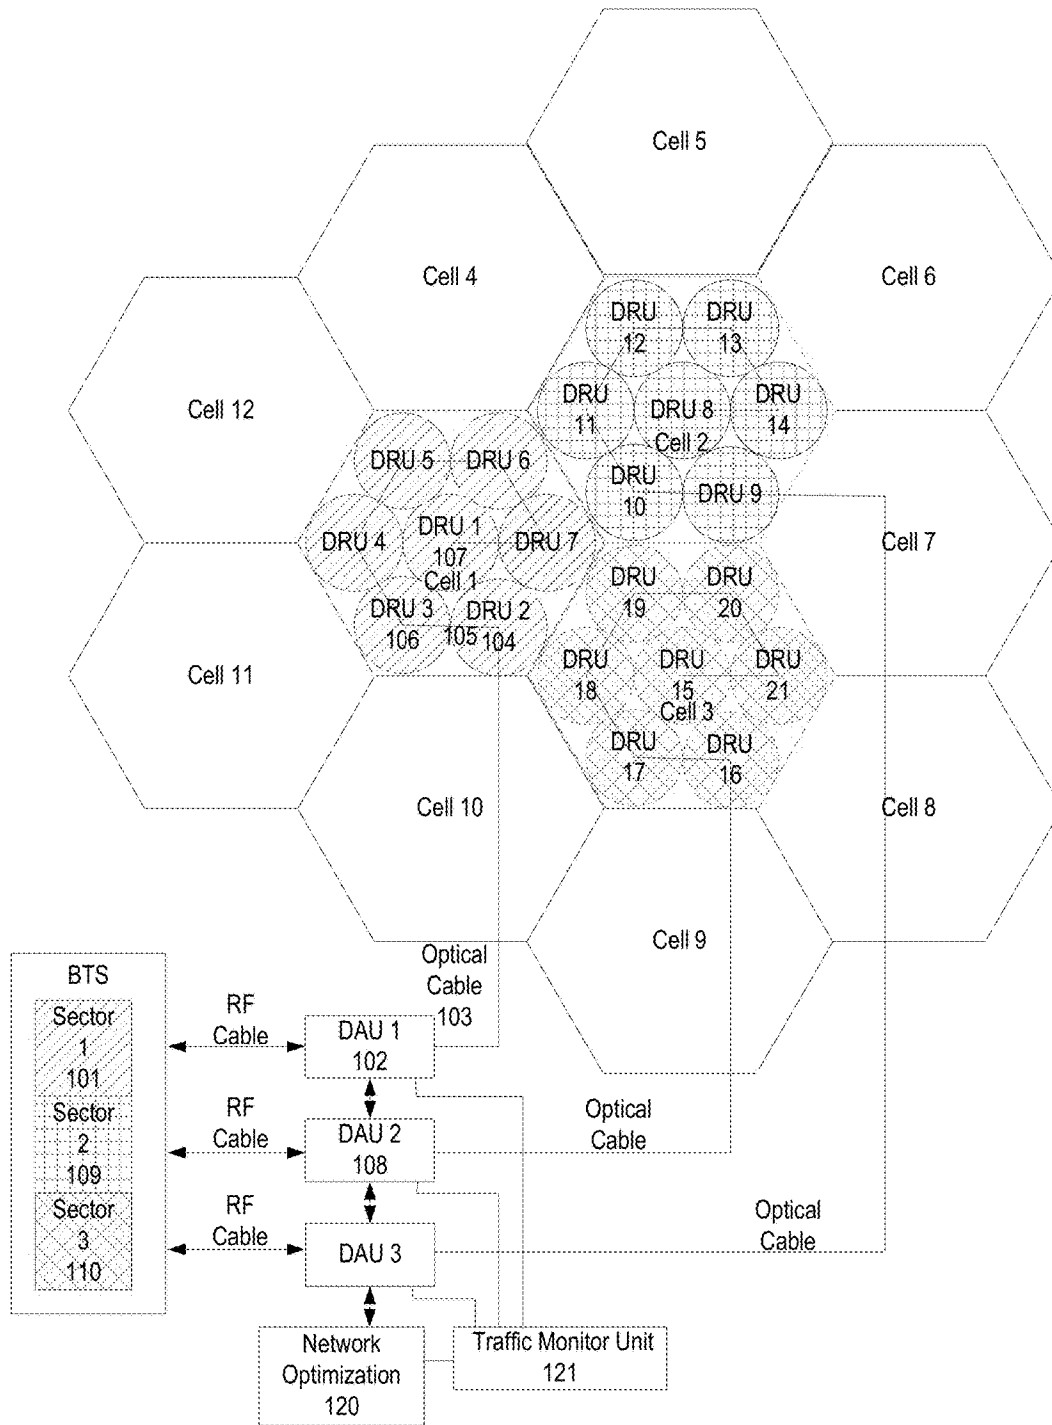 Cell 5
Cell 4
Cell 6
DRU
12
DRU
13
Cell 12
DRU
11
DRU 8
DRU
14
Cell 2
DRU 5
DRU 6
DRU
10
DRU 9
DRU 4
DRU 1
107
DRU 7
Cell 7
Cell 1
DRU
19
DRU
20
DRU 3
106
105
DRU 2
104
Cell 11
DRU
18
DRU
15
DRU
21
Cell 3
DRU
17
DRU
16
Cell 10
Cell 8
Cell 9
Optical
Cable
103
BTS
Sector
1
101
RF
Cable
DAU 1
102
Sector
2
109
RF
Cable
DAU 2
108
Optical
Cable
Sector
3
110
RF
Cable
DAU 3
Optical
Cable
Network
Optimization
120
Traffic Monitor Unit
121